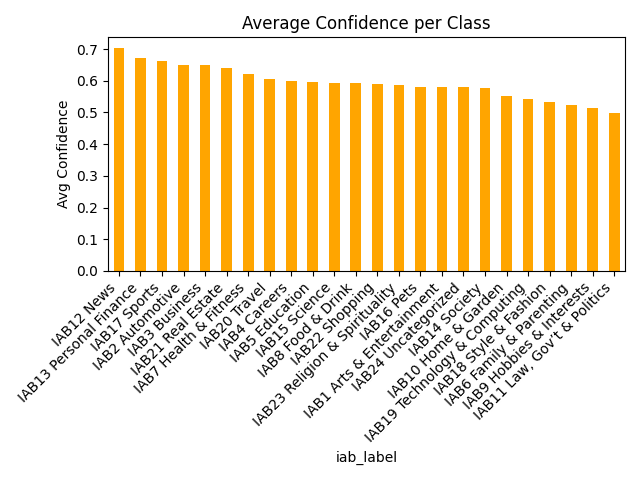 Average Confidence per Class
Avg Confidence
0.7
0.6
0.5
0.4
0.3
0.2
0.1
0.0
IAB12 News
IAB13 Personal Finance
IAB17 Sports
IAB2 Automotive
IAB3 Business
IAB21 Real Estate
IAB7 Health & Fitness
IAB20 Travel
IAB4 Careers
IAB5 Education
IAB15 Science
IAB8 Food & Drink
IAB22 Shopping
IAB23 Religion & Spirituality
IAB16 Pets
IAB1 Arts & Entertainment
IAB24 Uncategorized
IAB14 Society
IAB10 Home & Garden
IAB19 Technology & Computing
IAB18 Style & Fashion
IAB6 Family & Parenting
IAB9 Hobbies & Interests
IAB11 Law, Gov't & Politics
iab_label